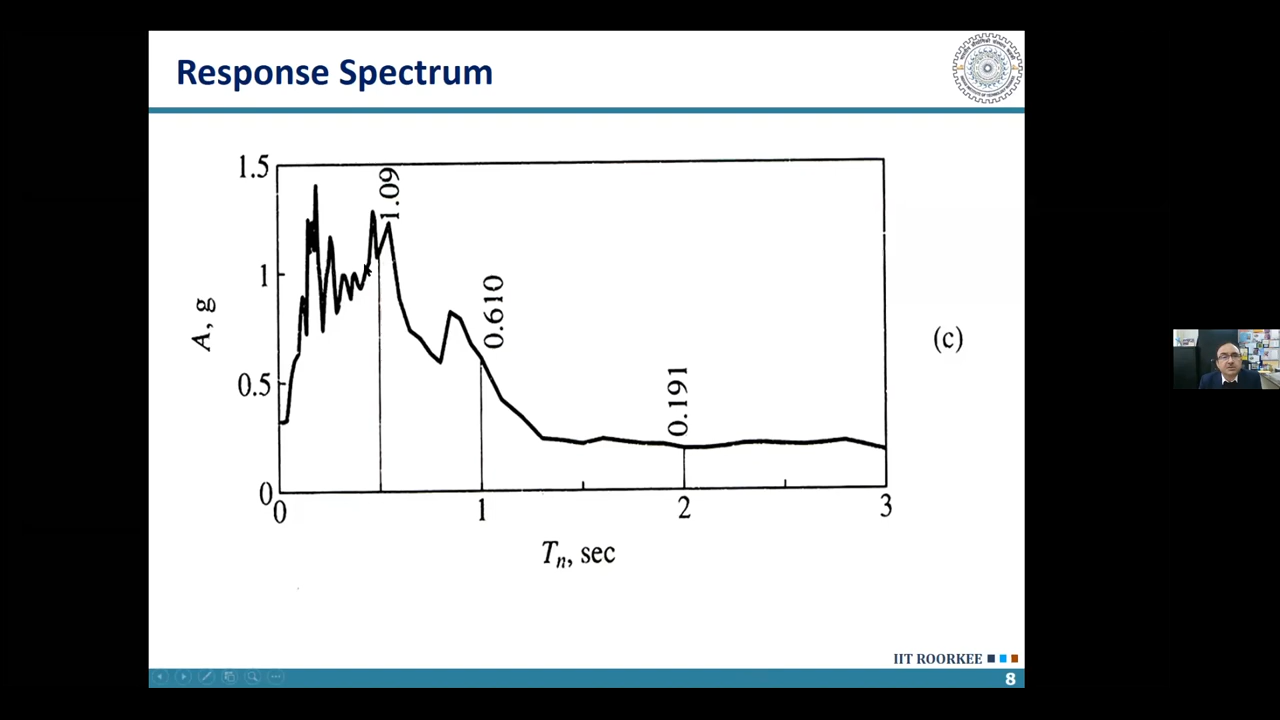 Response Spectrum
1.5
1
0.5
0
A, g
1.09
0.610
0.191
(c)
0
1
2
3
Tn, sec
IIT ROORKEE
8